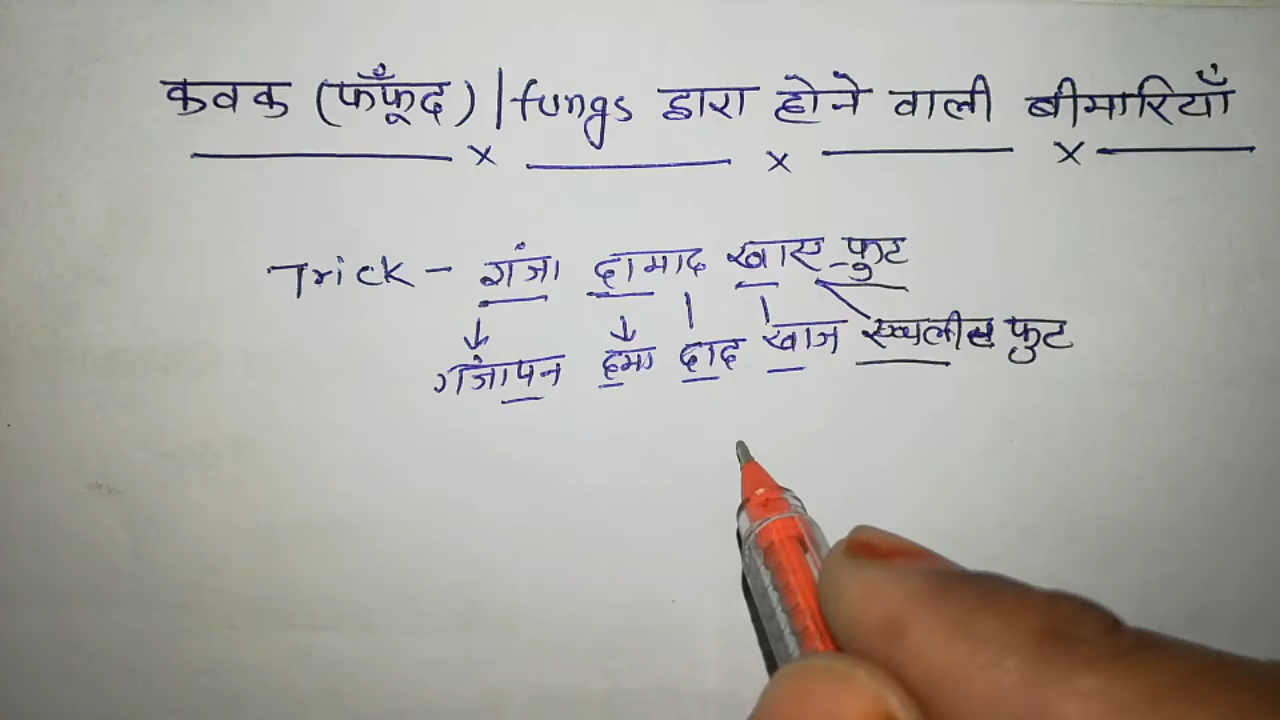 कवक (फफूँद) | fungs द्वारा होने वाली बीमारियाँ
Trick - गंजा दामाद खाए फुट
गंजापन दमा दाद खाज एथलीट फुट